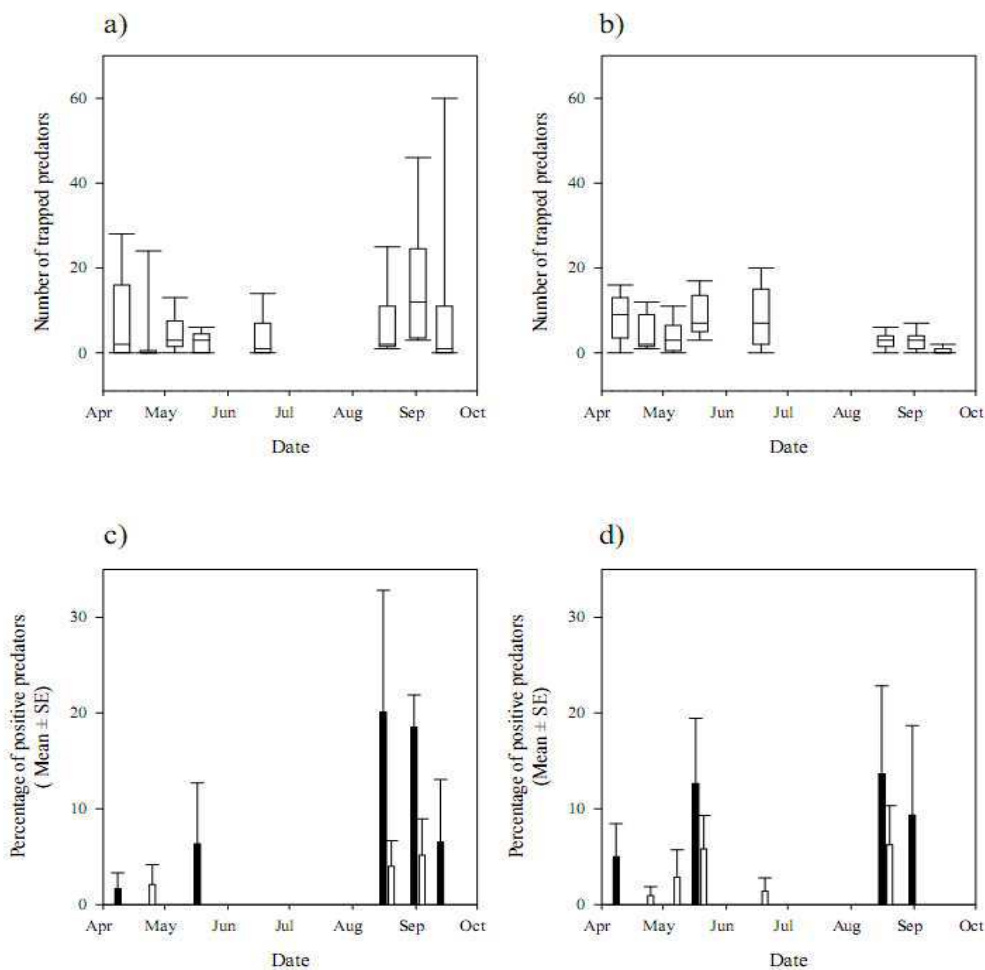 a)
Number of trapped predators
60
40
20
0
Apr May Jun Jul Aug Sep Oct
Date
b)
Number of trapped predators
60
40
20
0
Apr May Jun Jul Aug Sep Oct
Date
c)
Percentage of positive predators
( Mean ± SE)
30
20
10
0
Apr May Jun Jul Aug Sep Oct
Date
d)
Percentage of positive predators
(Mean ± SE)
30
20
10
0
Apr May Jun Jul Aug Sep Oct
Date